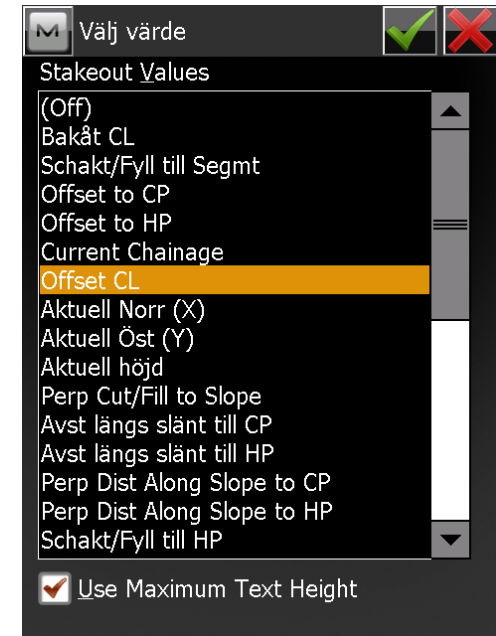 Välj värde
Stakeout Values
(Off)
Bakåt CL
Schakt/Fyll till Segmt
Offset to CP
Offset to HP
Current Chainage
Offset CL
Aktuell Norr (X)
Aktuell Öst (Y)
Aktuell höjd
Perp Cut/Fill to Slope
Avst längs slänt till CP
Avst längs slänt till HP
Perp Dist Along Slope to CP
Perp Dist Along Slope to HP
Schakt/Fyll till HP
Use Maximum Text Height